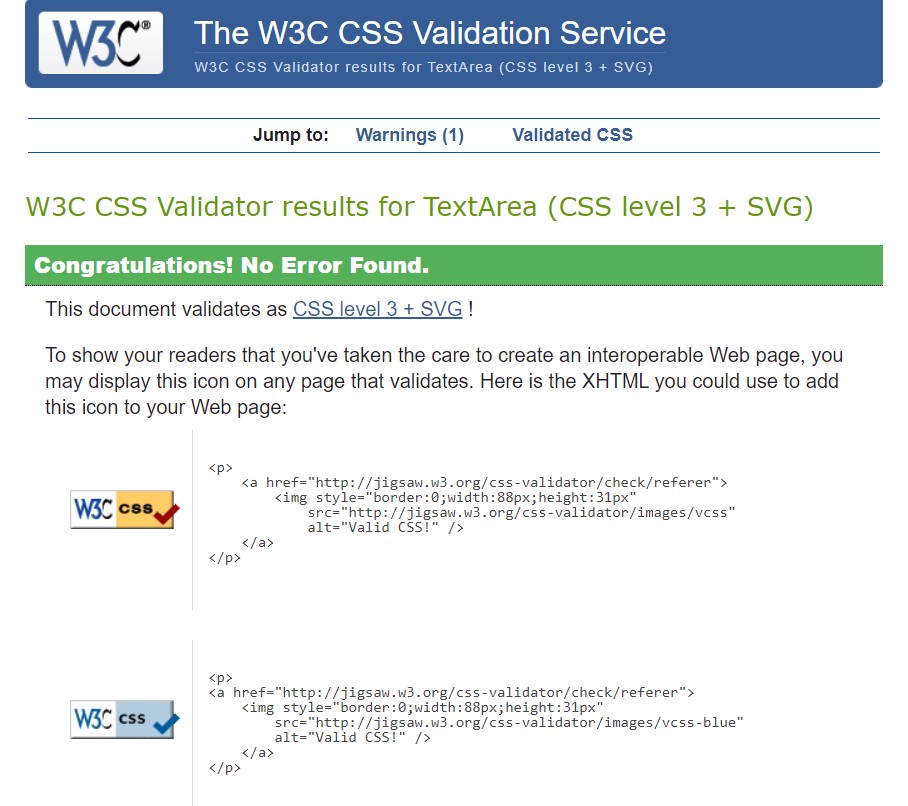 W3C®
The W3C CSS Validation Service
W3C CSS Validator results for TextArea (CSS level 3 + SVG)
Jump to: Warnings (1) Validated CSS
W3C CSS Validator results for TextArea (CSS level 3 + SVG)
Congratulations! No Error Found.
This document validates as CSS level 3 + SVG !
To show your readers that you've taken the care to create an interoperable Web page, you
may display this icon on any page that validates. Here is the XHTML you could use to add
this icon to your Web page:
W3C css
<p>
<a href="http://jigsaw.w3.org/css-validator/check/referer">
<img style="border:0;width:88px;height:31px"
src="http://jigsaw.w3.org/css-validator/images/vcss"
alt="Valid CSS!" />
</a>
</p>
W3C css
<p>
<a href="http://jigsaw.w3.org/css-validator/check/referer">
<img style="border:0;width:88px;height:31px"
src="http://jigsaw.w3.org/css-validator/images/vcss-blue"
alt="Valid CSS!" />
</a>
</p>